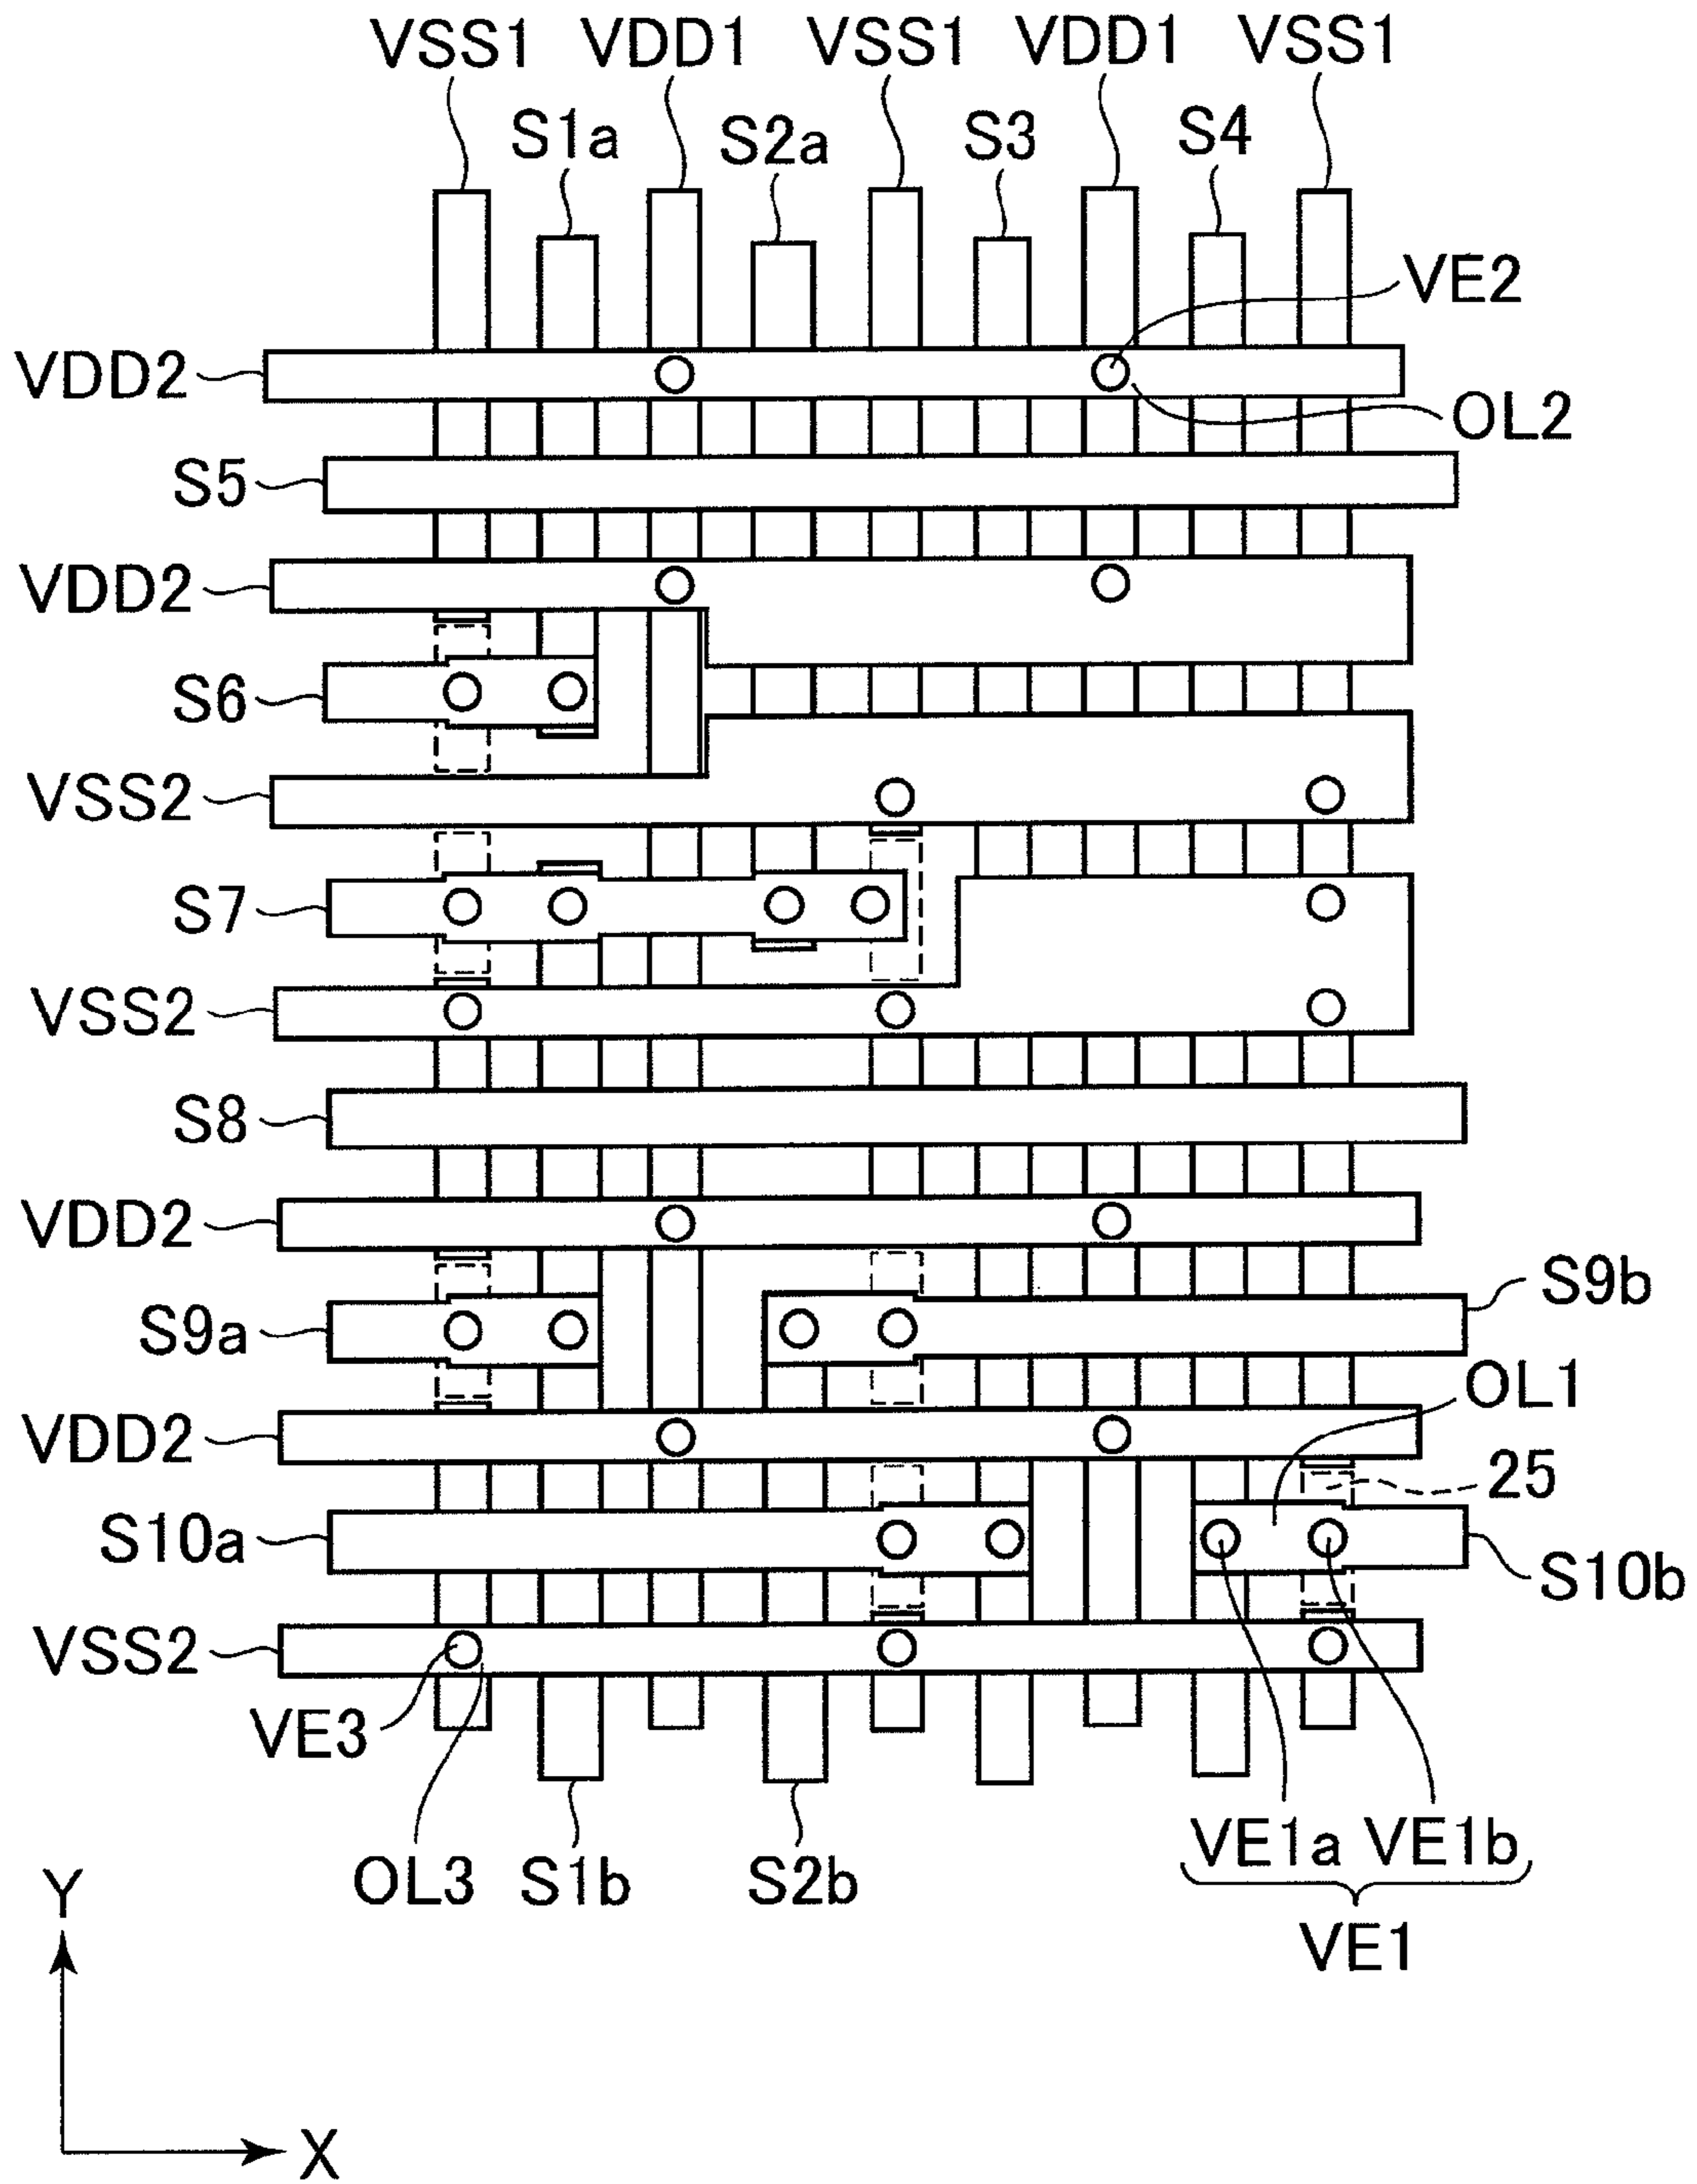 VSS1 VDD1 VSS1 VDD1 VSS1
S1a S2a S3 S4
VE2
VDD2
OL2
S5
VDD2
S6
VSS2
S7
VSS2
S8
VDD2
S9b
S9a
OL1
VDD2
25
S10a
S10b
VSS2
VE3
VE1a VE1b
OL3 S1b S2b
VE1
Y
X